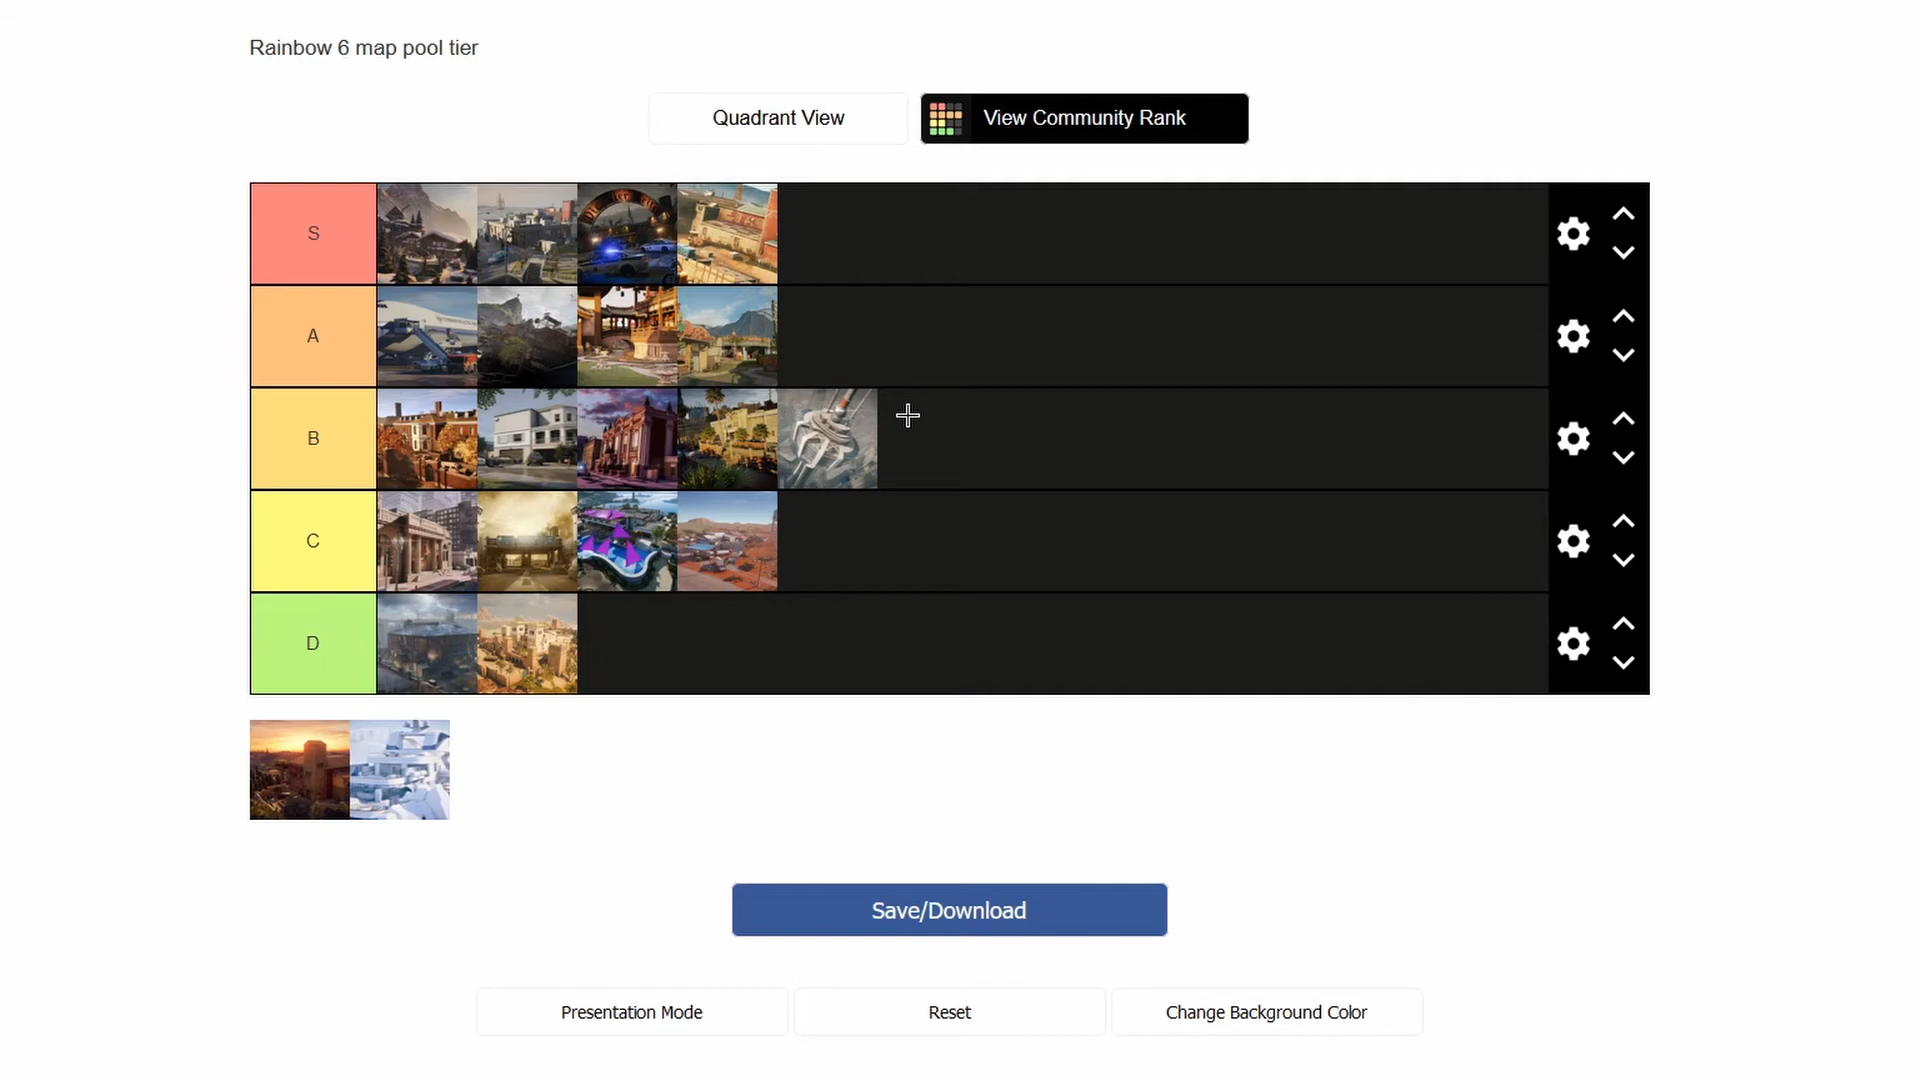 Rainbow 6 map pool tier
Quadrant View
View Community Rank
S
A
B
C
D
Save/Download
Presentation Mode
Reset
Change Background Color